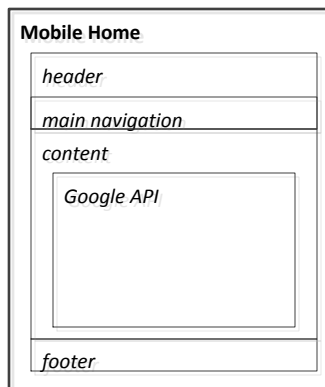 Mobile Home
header
main navigation
content
Google API
footer